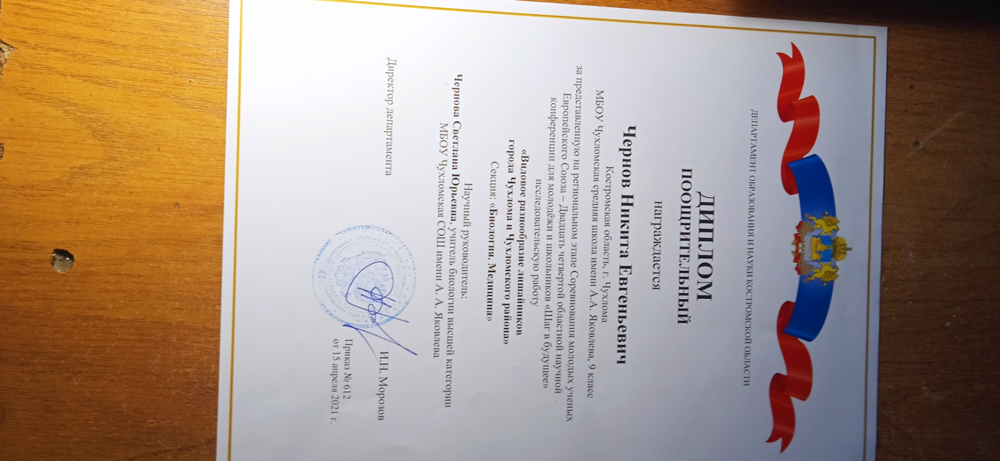 ДЕПАРТАМЕНТ ОБРАЗОВАНИЯ И НАУКИ КОСТРОМСКОЙ ОБЛАСТИ
ДИПЛОМ
ПООЩРИТЕЛЬНЫЙ
награждается
Чернов Никита Евгеньевич
Костромская область, г. Чухлома
МБОУ Чухломская средняя школа имени А.А. Яковлева, 9 класс
за представленную на региональном этапе Соревнования молодых ученых
Европейского Союза – Двадцать четвертой областной научной
конференции для молодёжи и школьников «Шаг в будущее»
исследовательскую работу
«Видовое разнообразие лишайников
города Чухлома и Чухломского района»
Секция: «Биология. Медицина»
Научный руководитель:
Чернова Светлана Юрьевна, учитель биологии высшей категории
МБОУ Чухломская СОШ имени А. А. Яковлева
Директор департамента
И.Н. Морозов
Приказ № 612
от 15 апреля 2021 г.